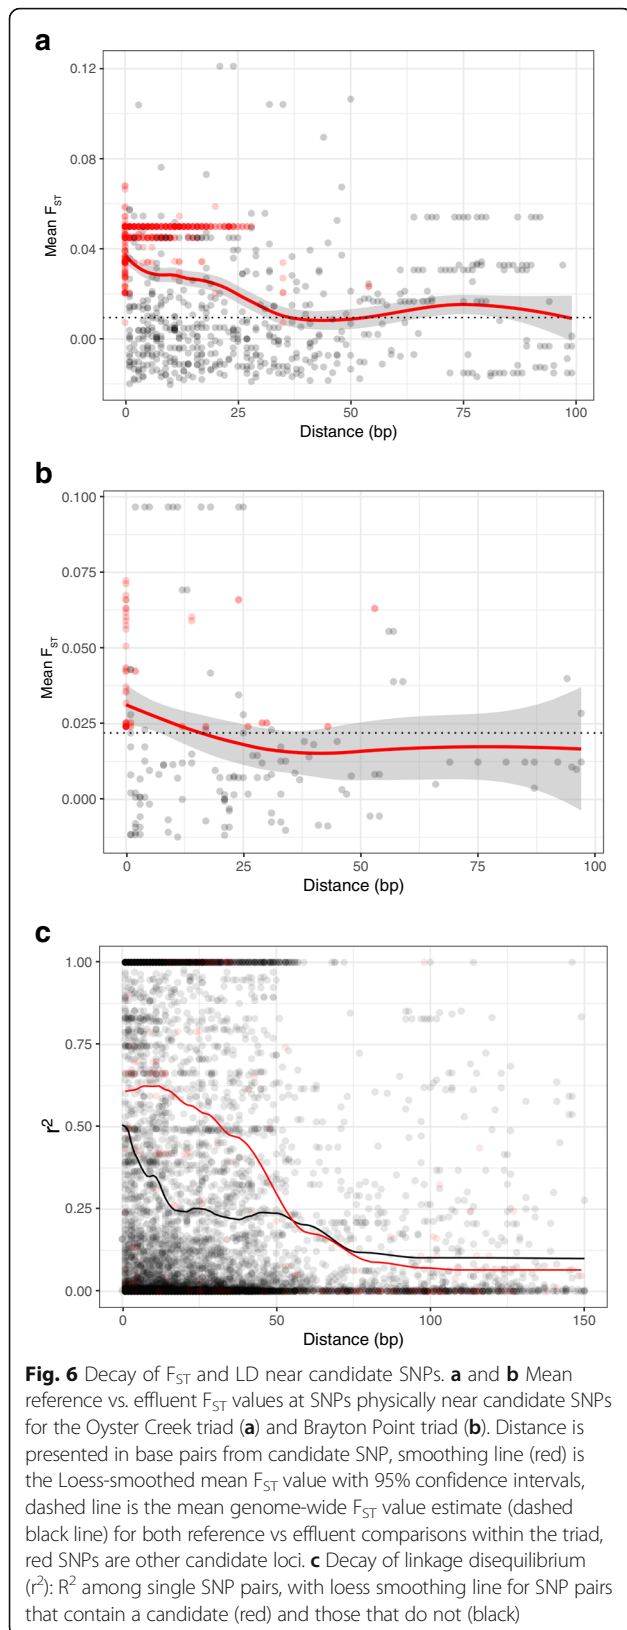 a
0.12
0.08
0.04
0.00
Mean FST
0
25
50
75
100
Distance (bp)
b
0.100
0.075
0.050
0.025
0.000
Mean FST
0
25
50
75
100
Distance (bp)
c
1.00
0.75
0.50
0.25
0.00
r2
0
50
100
150
Distance (bp)
Fig. 6 Decay of FST and LD near candidate SNPs. a and b Mean
reference vs. effluent FST values at SNPs physically near candidate SNPs
for the Oyster Creek triad (a) and Brayton Point triad (b). Distance is
presented in base pairs from candidate SNP, smoothing line (red) is
the Loess-smoothed mean FST value with 95% confidence intervals,
dashed line is the mean genome-wide FST value estimate (dashed
black line) for both reference vs effluent comparisons within the triad,
red SNPs are other candidate loci. c Decay of linkage disequilibrium
(r2): R2 among single SNP pairs, with loess smoothing line for SNP pairs
that contain a candidate (red) and those that do not (black)